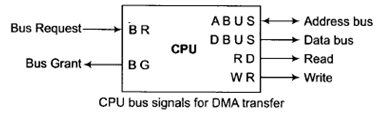 Bus Request BR ABUS Address bus
DBUS Data bus
CPU
Bus Grant BG RD Read
WR Write
CPU bus signals for DMA transfer